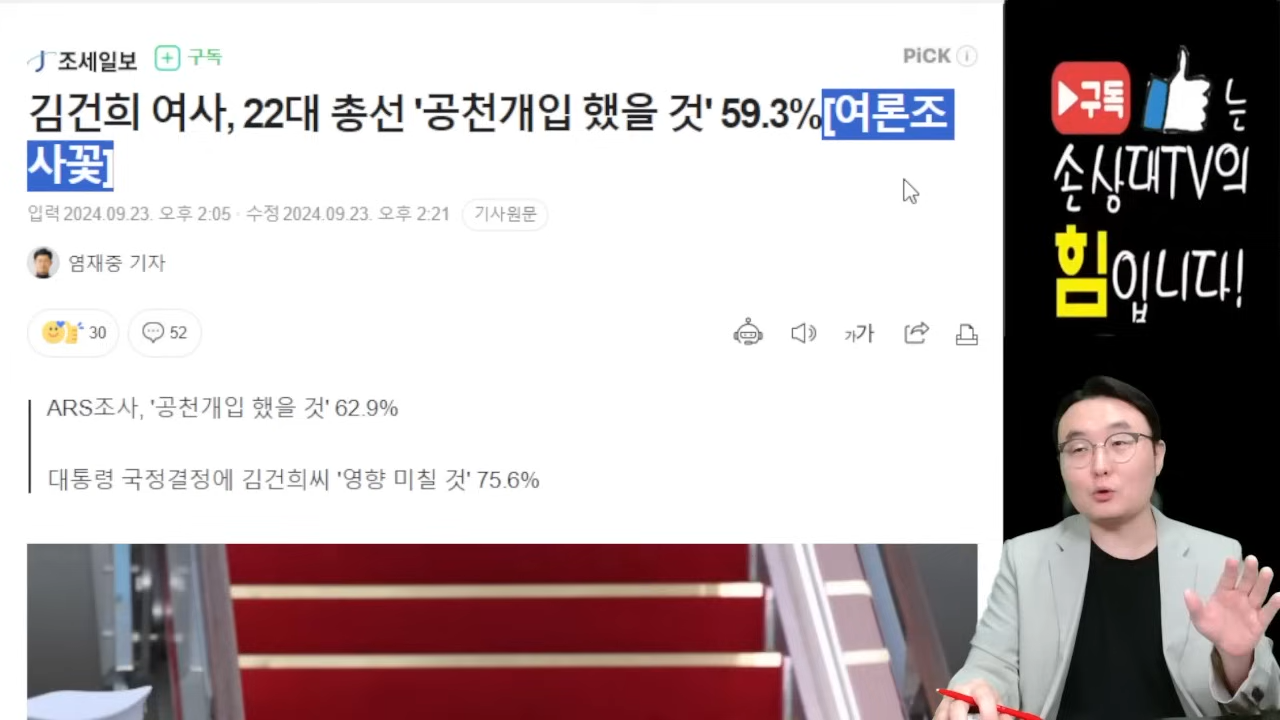 조세일보 + 구독
PiCK i
김건희 여사, 22대 총선 '공천개입 했을 것' 59.3%[여론조
사꽃]
입력 2024.09.23. 오후 2:05 · 수정 2024.09.23. 오후 2:21 기사원문
염재중 기자
30 52
가가
ARS조사, '공천개입 했을 것' 62.9%
대통령 국정결정에 김건희씨 '영향 미칠 것' 75.6%
구독 는
손상대TV의
힘입니다!